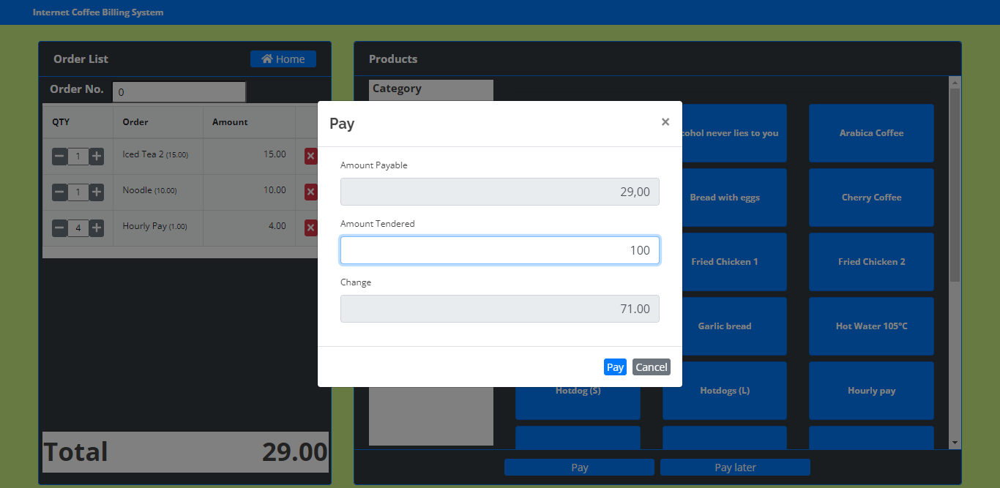 Internet Coffee Billing System
Order List
Home
Order No. 0
QTY Order Amount
1 Iced Tea 2 (15.00) 15.00
1 Noodle (10.00) 10.00
4 Hourly Pay (1.00) 4.00
Total 29.00
Products
Category
Pay ×
Amount Payable
29,00
Amount Tendered
100
Change
71.00
Pay Cancel
never lies to you
Arabica Coffee
Bread with eggs
Cherry Coffee
Fried Chicken 1
Fried Chicken 2
Garlic bread
Hot Water 105°C
Hotdog (S)
Hotdogs (L)
Hourly pay
Pay
Pay later